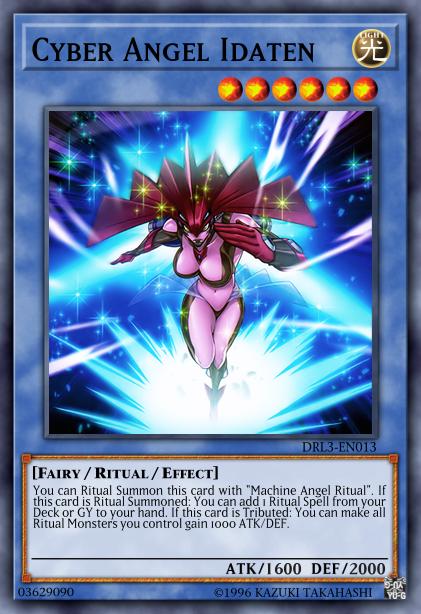 CYBER ANGEL IDATEN
LIGHT
光
DRL3-EN013
[FAIRY / RITUAL / EFFECT]
You can Ritual Summon this card with "Machine Angel Ritual". If
this card is Ritual Summoned: You can add 1 Ritual Spell from your
Deck or GY to your hand. If this card is Tributed: You can make all
Ritual Monsters you control gain 1000 ATK/DEF.
ATK/1600 DEF/2000
03629090
©1996 KAZUKI TAKAHASHI